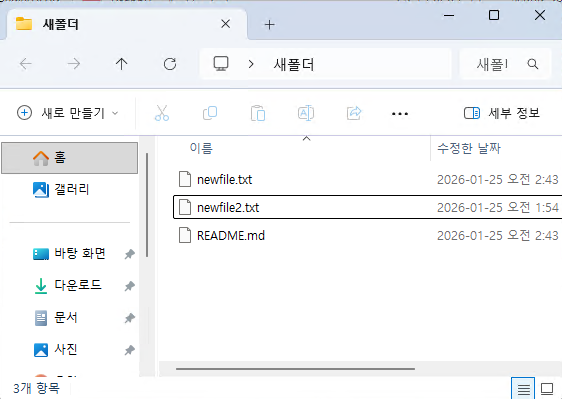 새폴더
새폴더
새폴!
새로 만들기
세부 정보
이름
수정한 날짜
홈
갤러리
바탕 화면
다운로드
문서
사진
newfile.txt
2026-01-25 오전 2:43
newfile2.txt
2026-01-25 오전 1:54
README.md
2026-01-25 오전 2:43
3개 항목